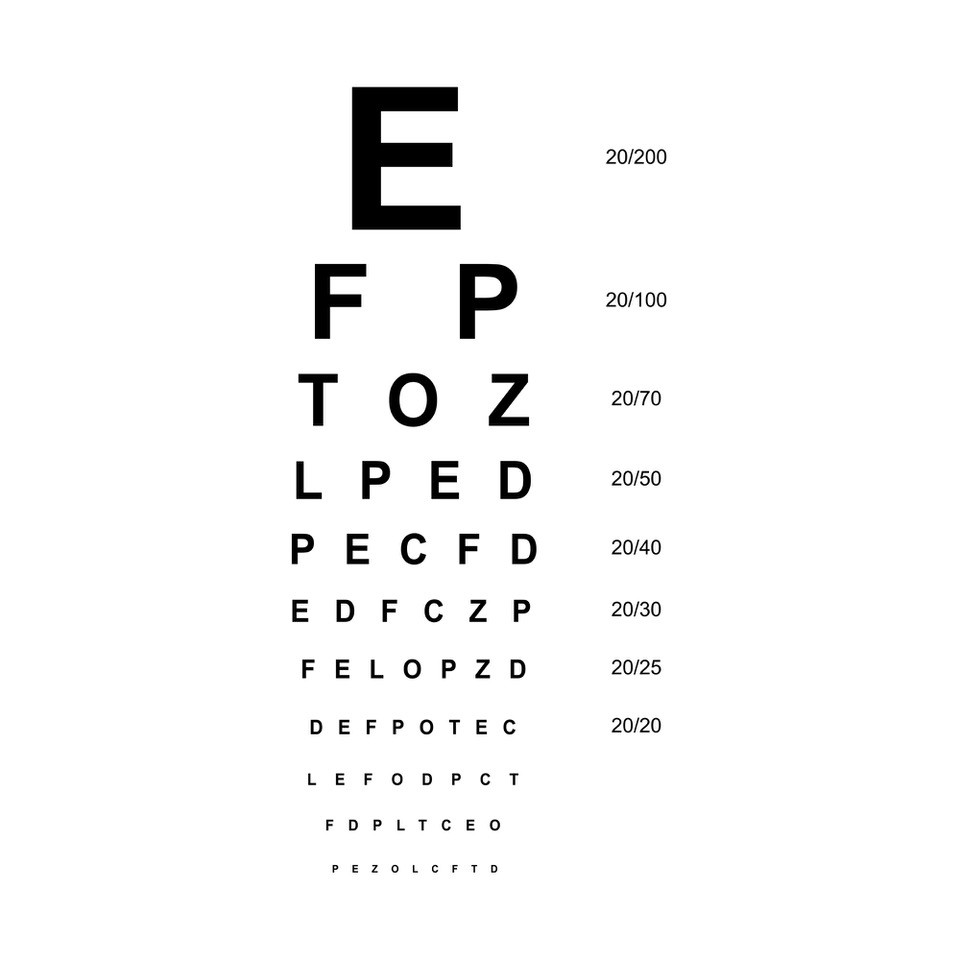 E 20/200
F P 20/100
T O Z 20/70
L P E D 20/50
P E C F D 20/40
E D F C Z P 20/30
F E L O P Z D 20/25
D E F P O T E C 20/20
L E F O D P C T
F D P L T C E O
P E Z O L C F T D